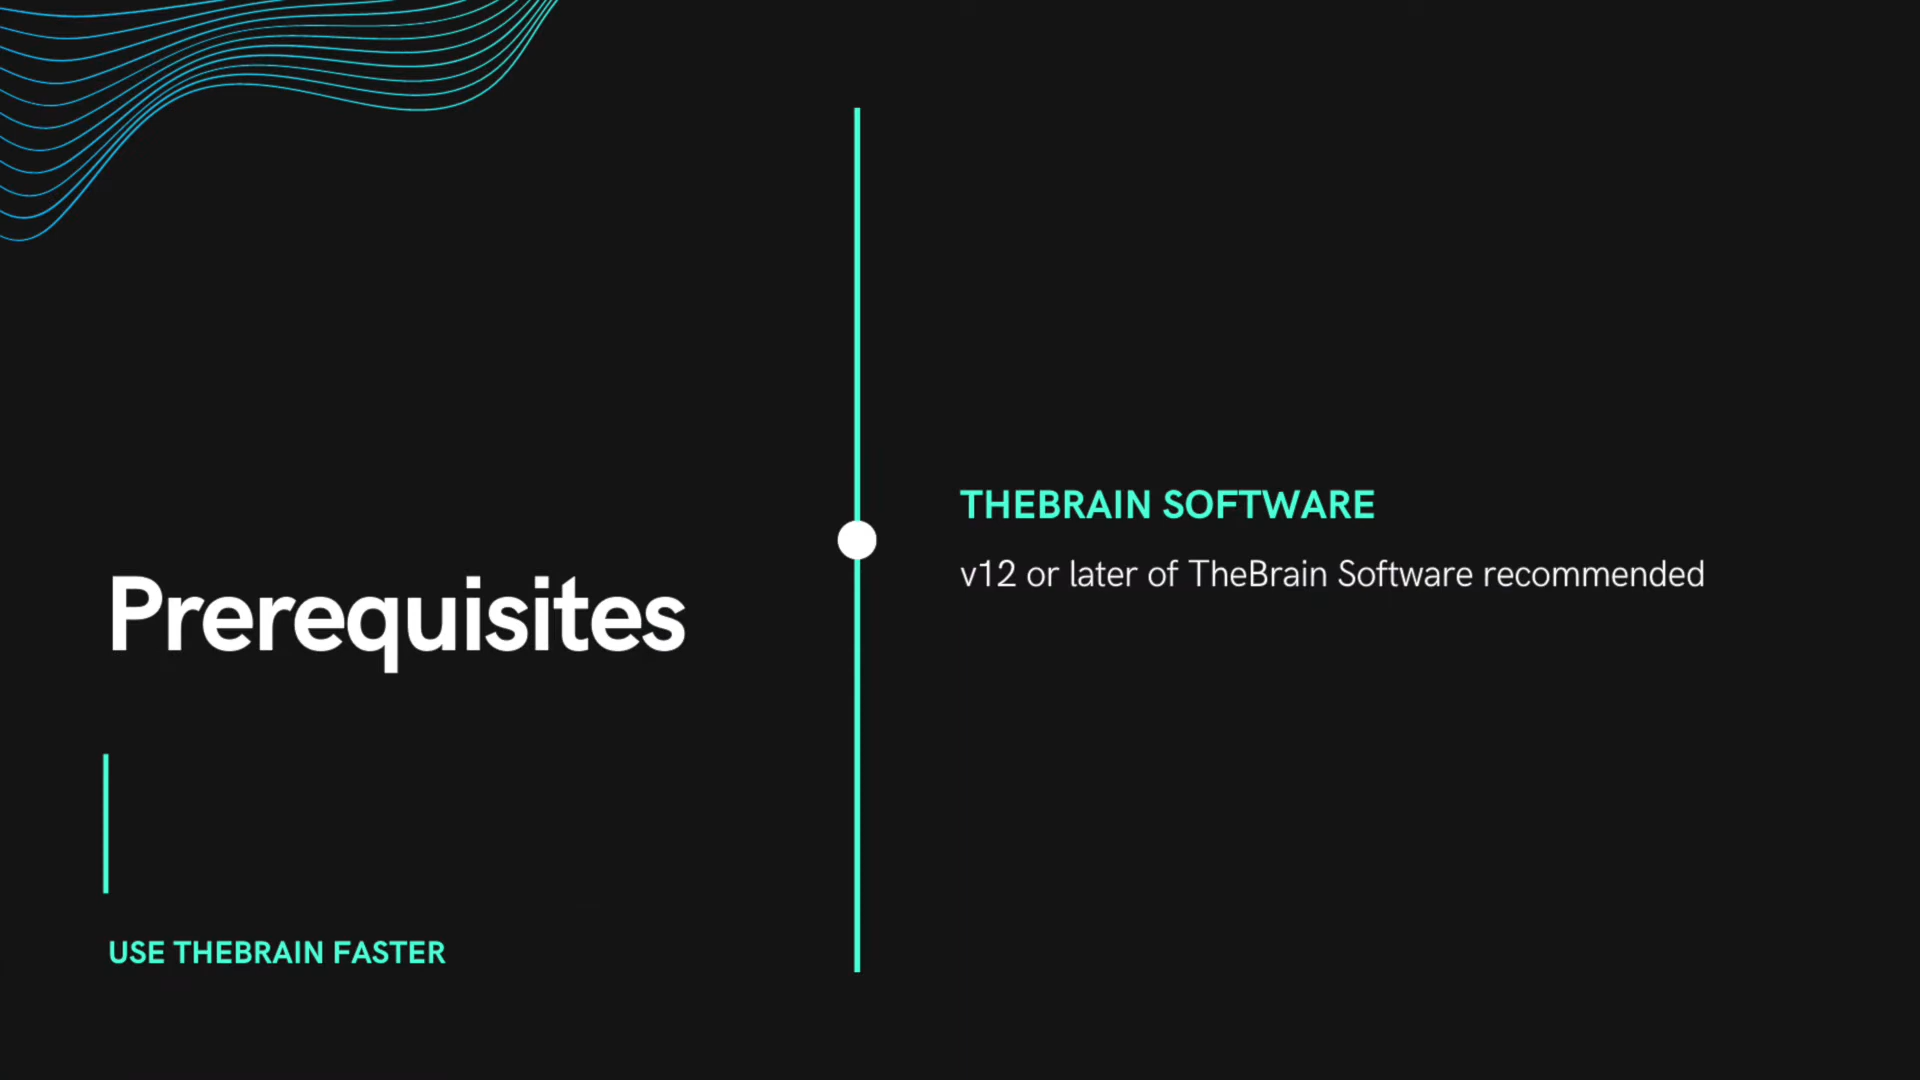 Prerequisites
USE THEBRAIN FASTER
THEBRAIN SOFTWARE
v12 or later of TheBrain Software recommended